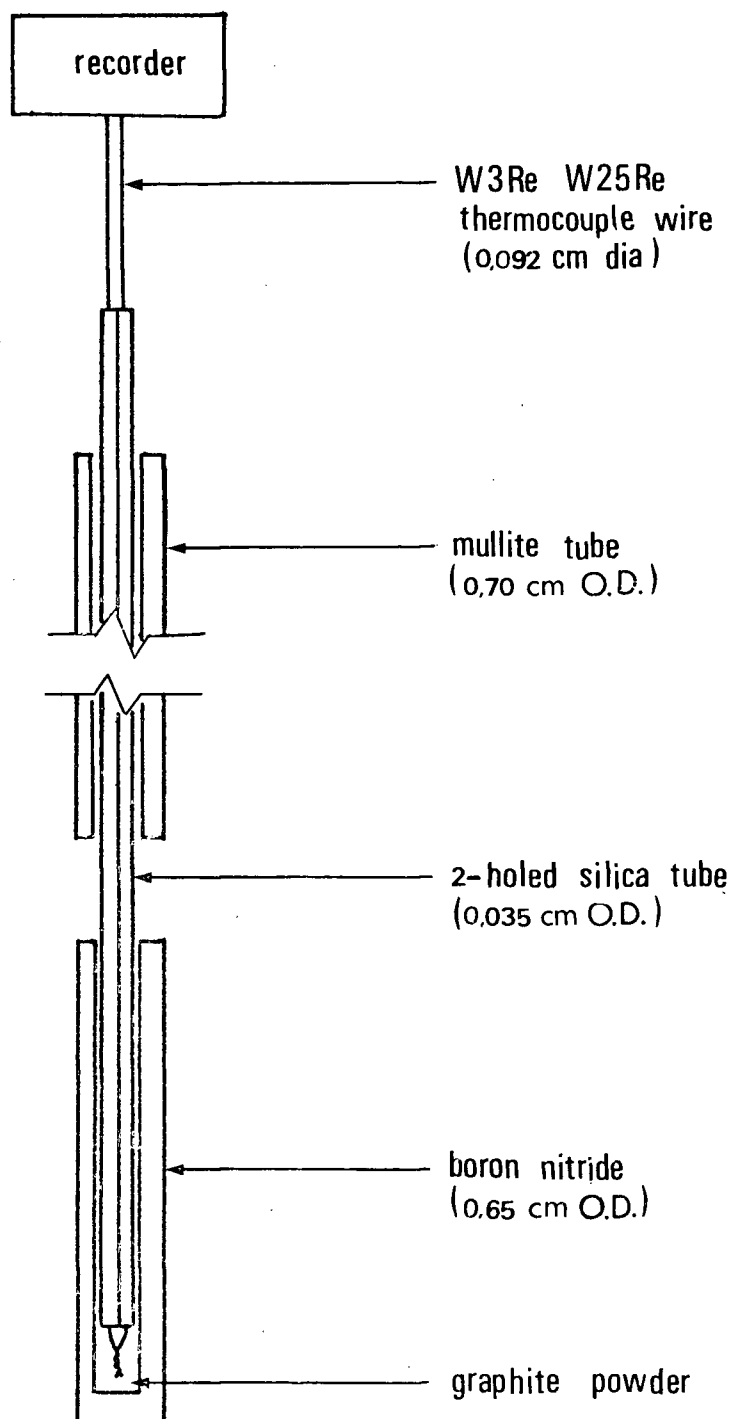 recorder
W3Re W25Re
thermocouple wire
(0,092 cm dia)
mullite tube
(0,70 cm O.D.)
2-holed silica tube
(0,035 cm O.D.)
boron nitride
(0.65 cm O.D.)
graphite powder